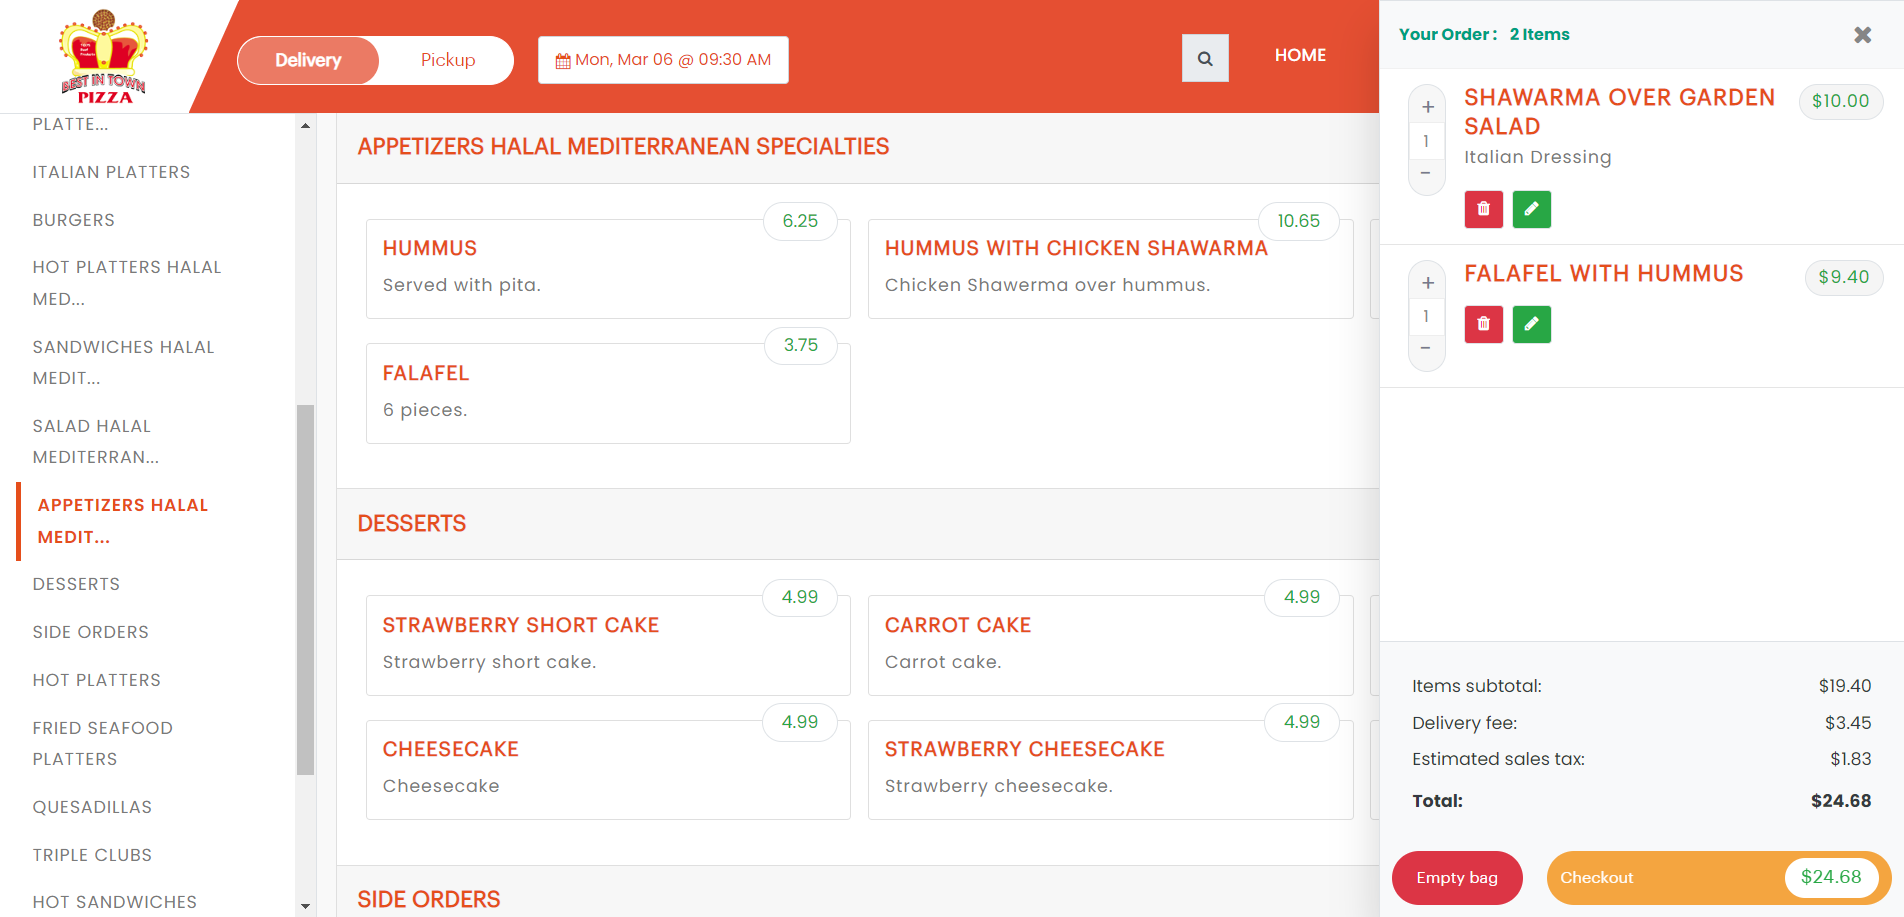 BEST IN TOWN
PIZZA
Delivery
Pickup
Mon, Mar 06 @ 09:30 AM
HOME
PLATTE...
ITALIAN PLATTERS
BURGERS
HOT PLATTERS HALAL
MED...
SANDWICHES HALAL
MEDIT...
SALAD HALAL
MEDITERRAN...
APPETIZERS HALAL
MEDIT...
DESSERTS
SIDE ORDERS
HOT PLATTERS
FRIED SEAFOOD
PLATTERS
QUESADILLAS
TRIPLE CLUBS
HOT SANDWICHES
APPETIZERS HALAL MEDITERRANEAN SPECIALTIES
6.25
HUMMUS
Served with pita.
10.65
HUMMUS WITH CHICKEN SHAWARMA
Chicken Shawerma over hummus.
3.75
FALAFEL
6 pieces.
DESSERTS
4.99
STRAWBERRY SHORT CAKE
Strawberry short cake.
4.99
CARROT CAKE
Carrot cake.
4.99
CHEESECAKE
Cheesecake
4.99
STRAWBERRY CHEESECAKE
Strawberry cheesecake.
SIDE ORDERS
Your Order : 2 Items
+
1
−
SHAWARMA OVER GARDEN
SALAD
$10.00
Italian Dressing
+
1
−
FALAFEL WITH HUMMUS
$9.40
Items subtotal: $19.40
Delivery fee: $3.45
Estimated sales tax: $1.83
Total: $24.68
Empty bag
Checkout $24.68